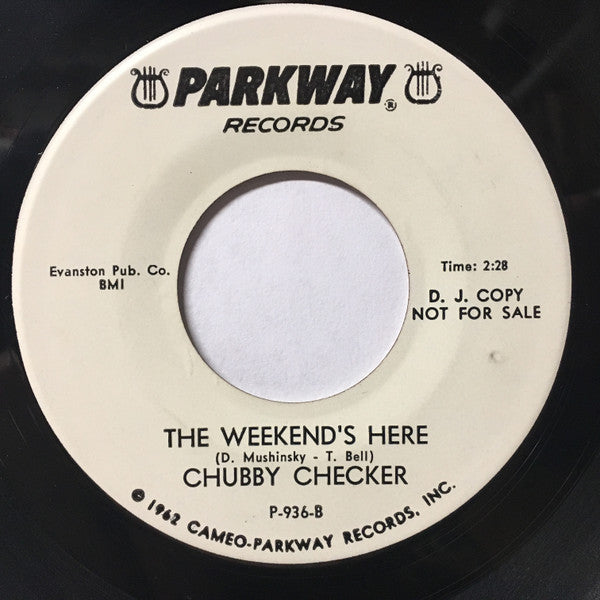 PARKWAY®
RECORDS
Evanston Pub. Co.
BMI
Time: 2:28
D. J. COPY
NOT FOR SALE
THE WEEKEND'S HERE
(D. Mushinsky - T. Bell)
CHUBBY CHECKER
P-936-B
© 1962 CAMEO-PARKWAY RECORDS, INC.